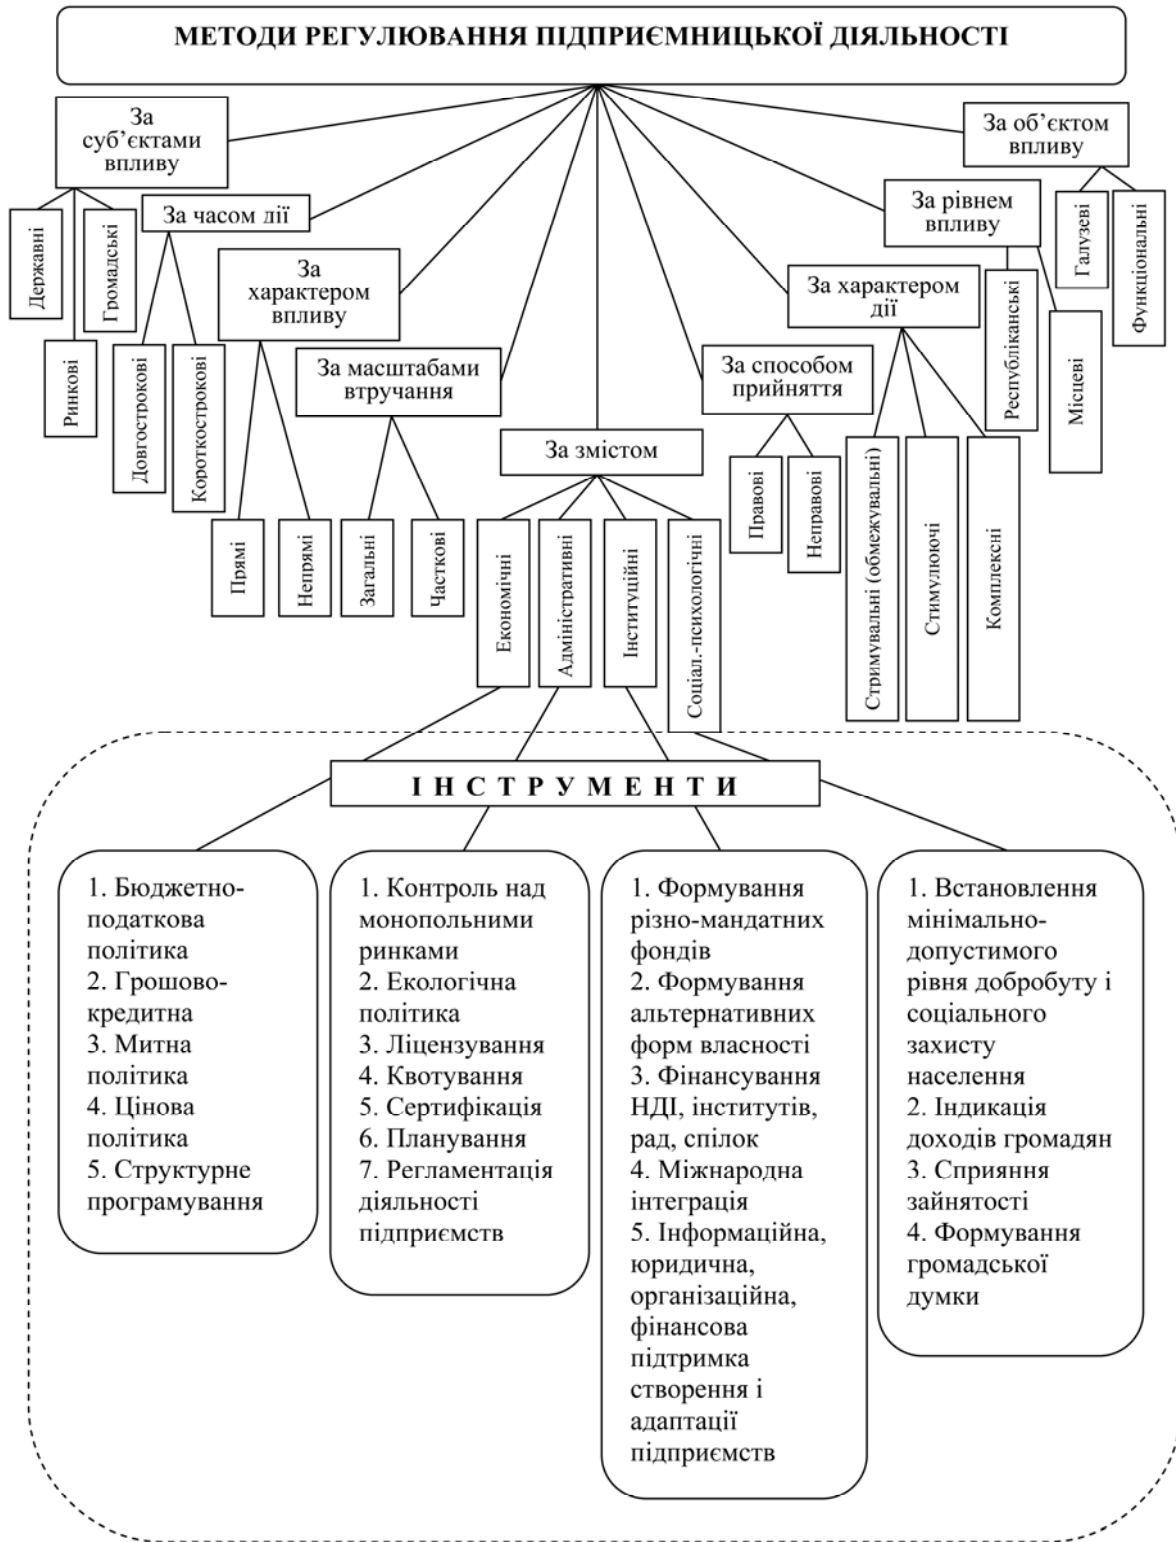 МЕТОДИ РЕГУЛЮВАННЯ ПІДПРИЄМНИЦЬКОЇ ДІЯЛЬНОСТІ
За
суб’єктами
впливу
Державні
Ринкові
Громадські
За часом дії
Довгострокові
Короткострокові
За
характером
впливу
Прямі
Непрямі
За масштабами
втручання
Загальні
Часткові
За змістом
Економічні
Адміністративні
Інституційні
Соціал.-психологічні
За способом
прийняття
Правові
Неправові
За характером
дії
Стримувальні (обмежувальні)
Стимулюючі
Комплексні
За рівнем
впливу
Республіканські
Місцеві
За об’єктом
впливу
Галузеві
Функціональні
ІНСТРУМЕНТИ
1. Бюджетно-
податкова
політика
2. Грошово-
кредитна
3. Митна
політика
4. Цінова
політика
5. Структурне
програмування
1. Контроль над
монопольними
ринками
2. Екологічна
політика
3. Ліцензування
4. Квотування
5. Сертифікація
6. Планування
7. Регламентація
діяльності
підприємств
1. Формування
різно-мандатних
фондів
2. Формування
альтернативних
форм власності
3. Фінансування
НДІ, інститутів,
рад, спілок
4. Міжнародна
інтеграція
5. Інформаційна,
юридична,
організаційна,
фінансова
підтримка
створення і
адаптації
підприємств
1. Встановлення
мінімально-
допустимого
рівня добробуту і
соціального
захисту
населення
2. Індикація
доходів громадян
3. Сприяння
зайнятості
4. Формування
громадської
думки